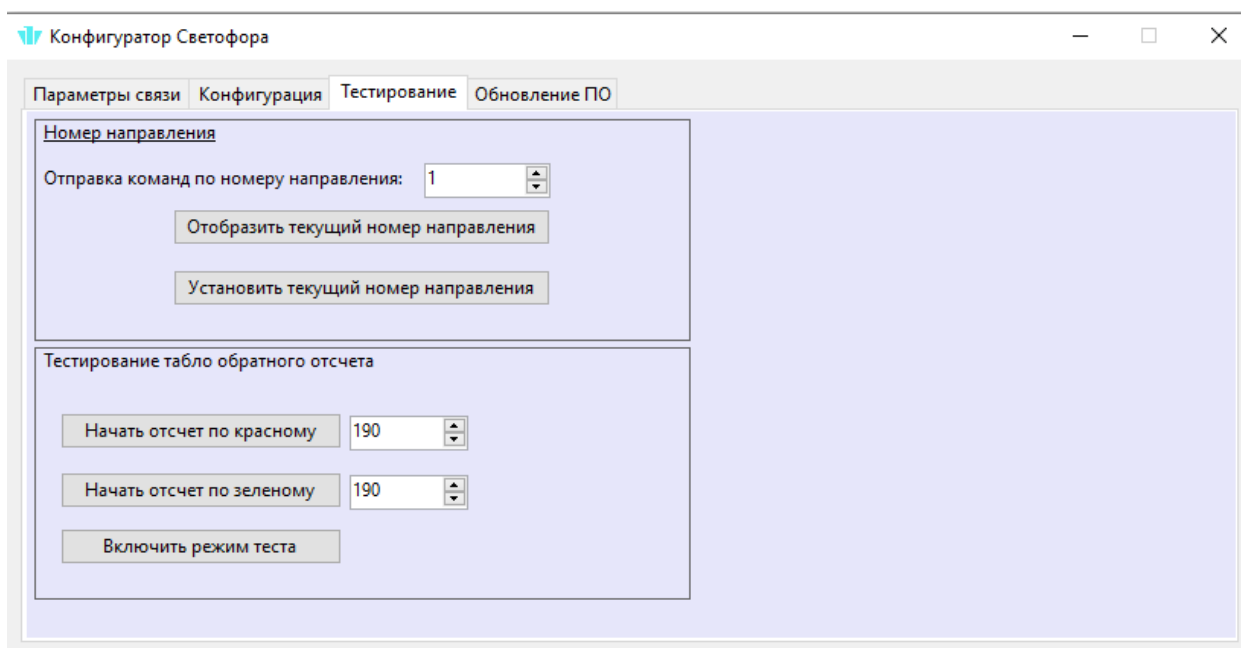 Конфигуратор Светофора
Параметры связи Конфигурация Тестирование Обновление ПО
Номер направления
Отправка команд по номеру направления: 1
Отобразить текущий номер направления
Установить текущий номер направления
Тестирование табло обратного отсчета
Начать отсчет по красному 190
Начать отсчет по зеленому 190
Включить режим теста